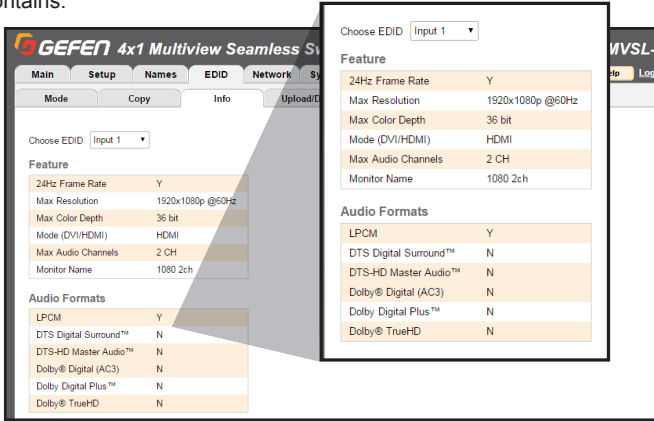 ontains.
GEFEN 4x1 Multiview Seamless Sw
MVSL-
Main Setup Names EDID Network Sy
elp Log
Mode Copy Info Upload/D
Choose EDID Input 1
Feature
24Hz Frame Rate Y
Max Resolution 1920x1080p @60Hz
Max Color Depth 36 bit
Mode (DVI/HDMI) HDMI
Max Audio Channels 2 CH
Monitor Name 1080 2ch
Audio Formats
LPCM Y
DTS Digital Surround™ N
DTS-HD Master Audio™ N
Dolby® Digital (AC3) N
Dolby Digital Plus™ N
Dolby® TrueHD N
Choose EDID Input 1
Feature
24Hz Frame Rate Y
Max Resolution 1920x1080p @60Hz
Max Color Depth 36 bit
Mode (DVI/HDMI) HDMI
Max Audio Channels 2 CH
Monitor Name 1080 2ch
Audio Formats
LPCM Y
DTS Digital Surround™ N
DTS-HD Master Audio™ N
Dolby® Digital (AC3) N
Dolby Digital Plus™ N
Dolby® TrueHD N